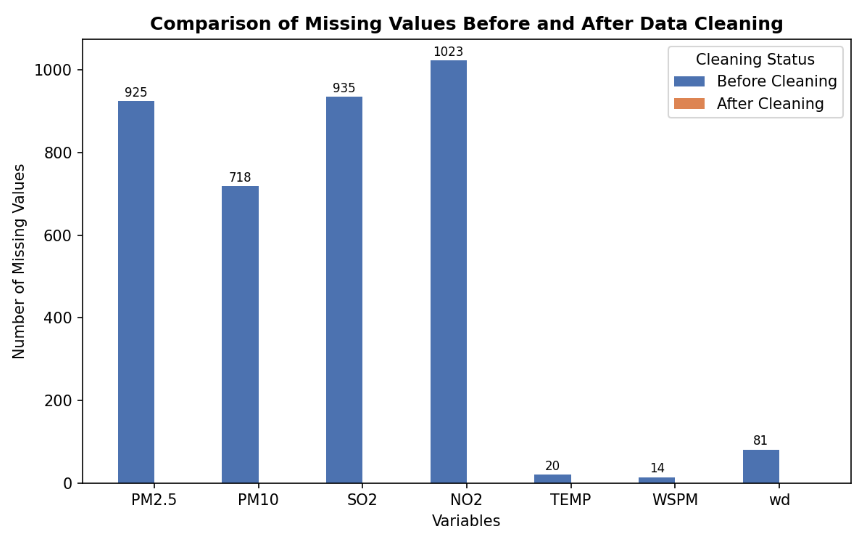 Comparison of Missing Values Before and After Data Cleaning
Cleaning Status
Before Cleaning
After Cleaning
Number of Missing Values
1000
800
600
400
200
0
925
718
935
1023
20
14
81
PM2.5
PM10
SO2
NO2
TEMP
WSPM
wd
Variables